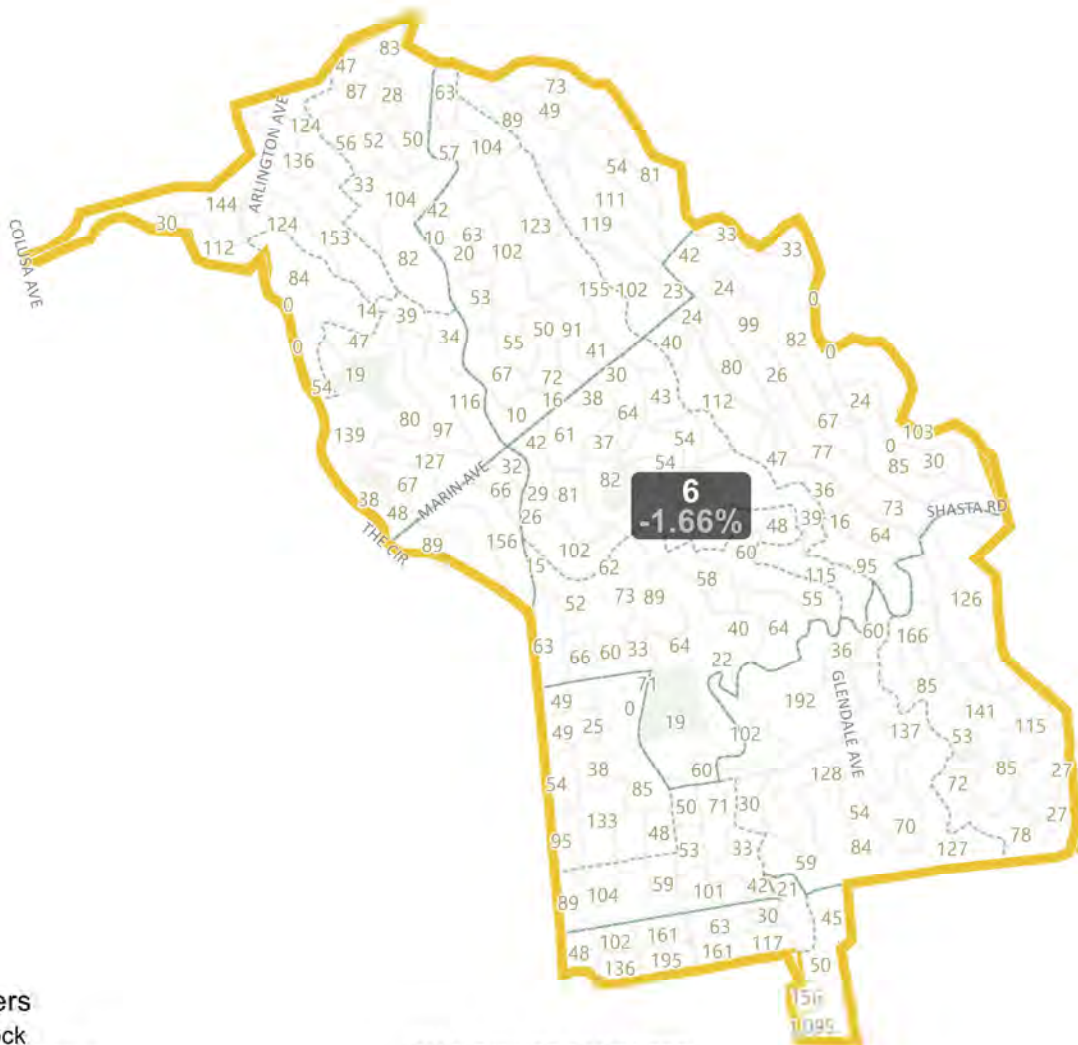 83
47
87 28 63 73
124 89 49
ARLINGTON AVE
136 56 52 50 57 104
54 81
33 104 111
144 42 119
30 124 153 10 63 123 33
COLUSA AVE
112 82 20 102 42 33
84 155 102 23 24
0 14 39 53 24 0
0 47 34 55 50 91 40 99 82
41 0
19 67 72 30 80 26
54 116 16 38 43 112 24
80 10 64 67
139 97 42 61 37 54 0 103
127 32 54 47 77 85 30
67 MARIN AVE 66 29 81 82 36
38 48 26
6
-1.66%
48 39 16 73 SHASTA RD
THE CIR 89 156 102 60 64
15 62 58 115 95
52 73 89 55 126
63 40 64 60 166
66 60 33 64 22 36
71 GLENDALE AVE
49 0 192 85
49 25 19 102 137 141 115
53
54 38 60 128 72 85 27
85 50 71 30 54
95 133 48 70 78 27
53 33 84 127
59
89 104 59 101 42 21
30 45
48 102 161 63 117
136 195 161 50
156
1,095
ers
ock